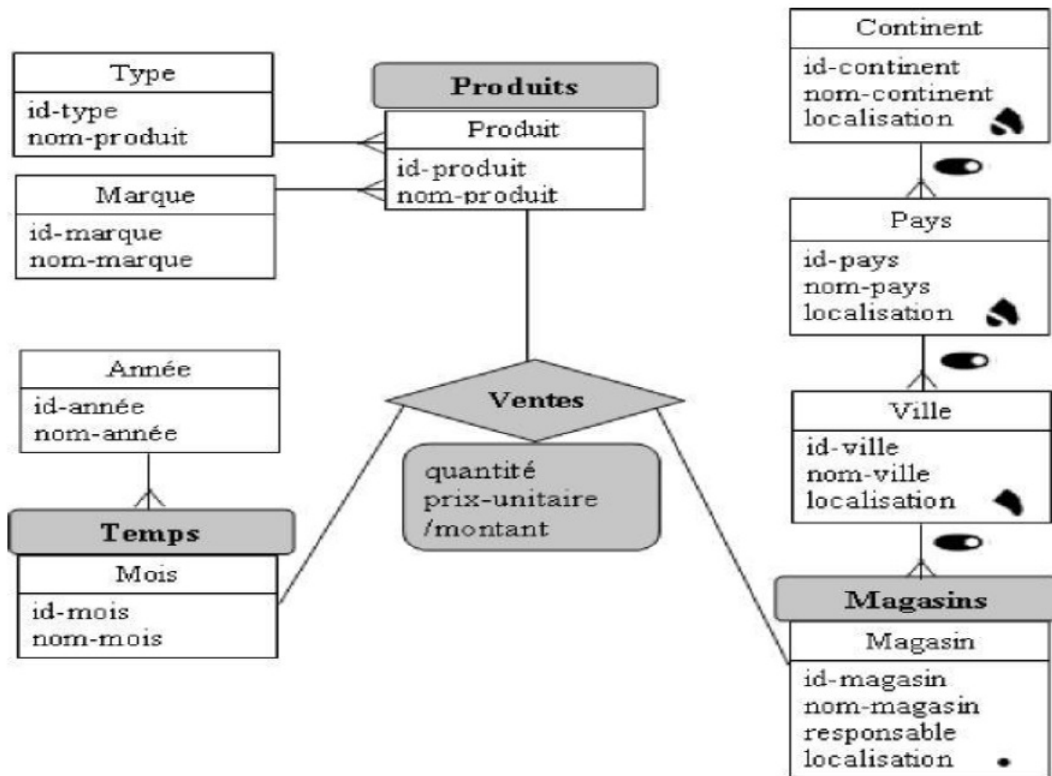 Type
id-type
nom-produit
Marque
id-marque
nom-marque
Produits
Produit
id-produit
nom-produit
Continent
id-continent
nom-continent
localisation
Pays
id-pays
nom-pays
localisation
Ville
id-ville
nom-ville
localisation
Magasins
Magasin
id-magasin
nom-magasin
responsable
localisation
Année
id-année
nom-année
Temps
Mois
id-mois
nom-mois
Ventes
quantité
prix-unitaire
/montant